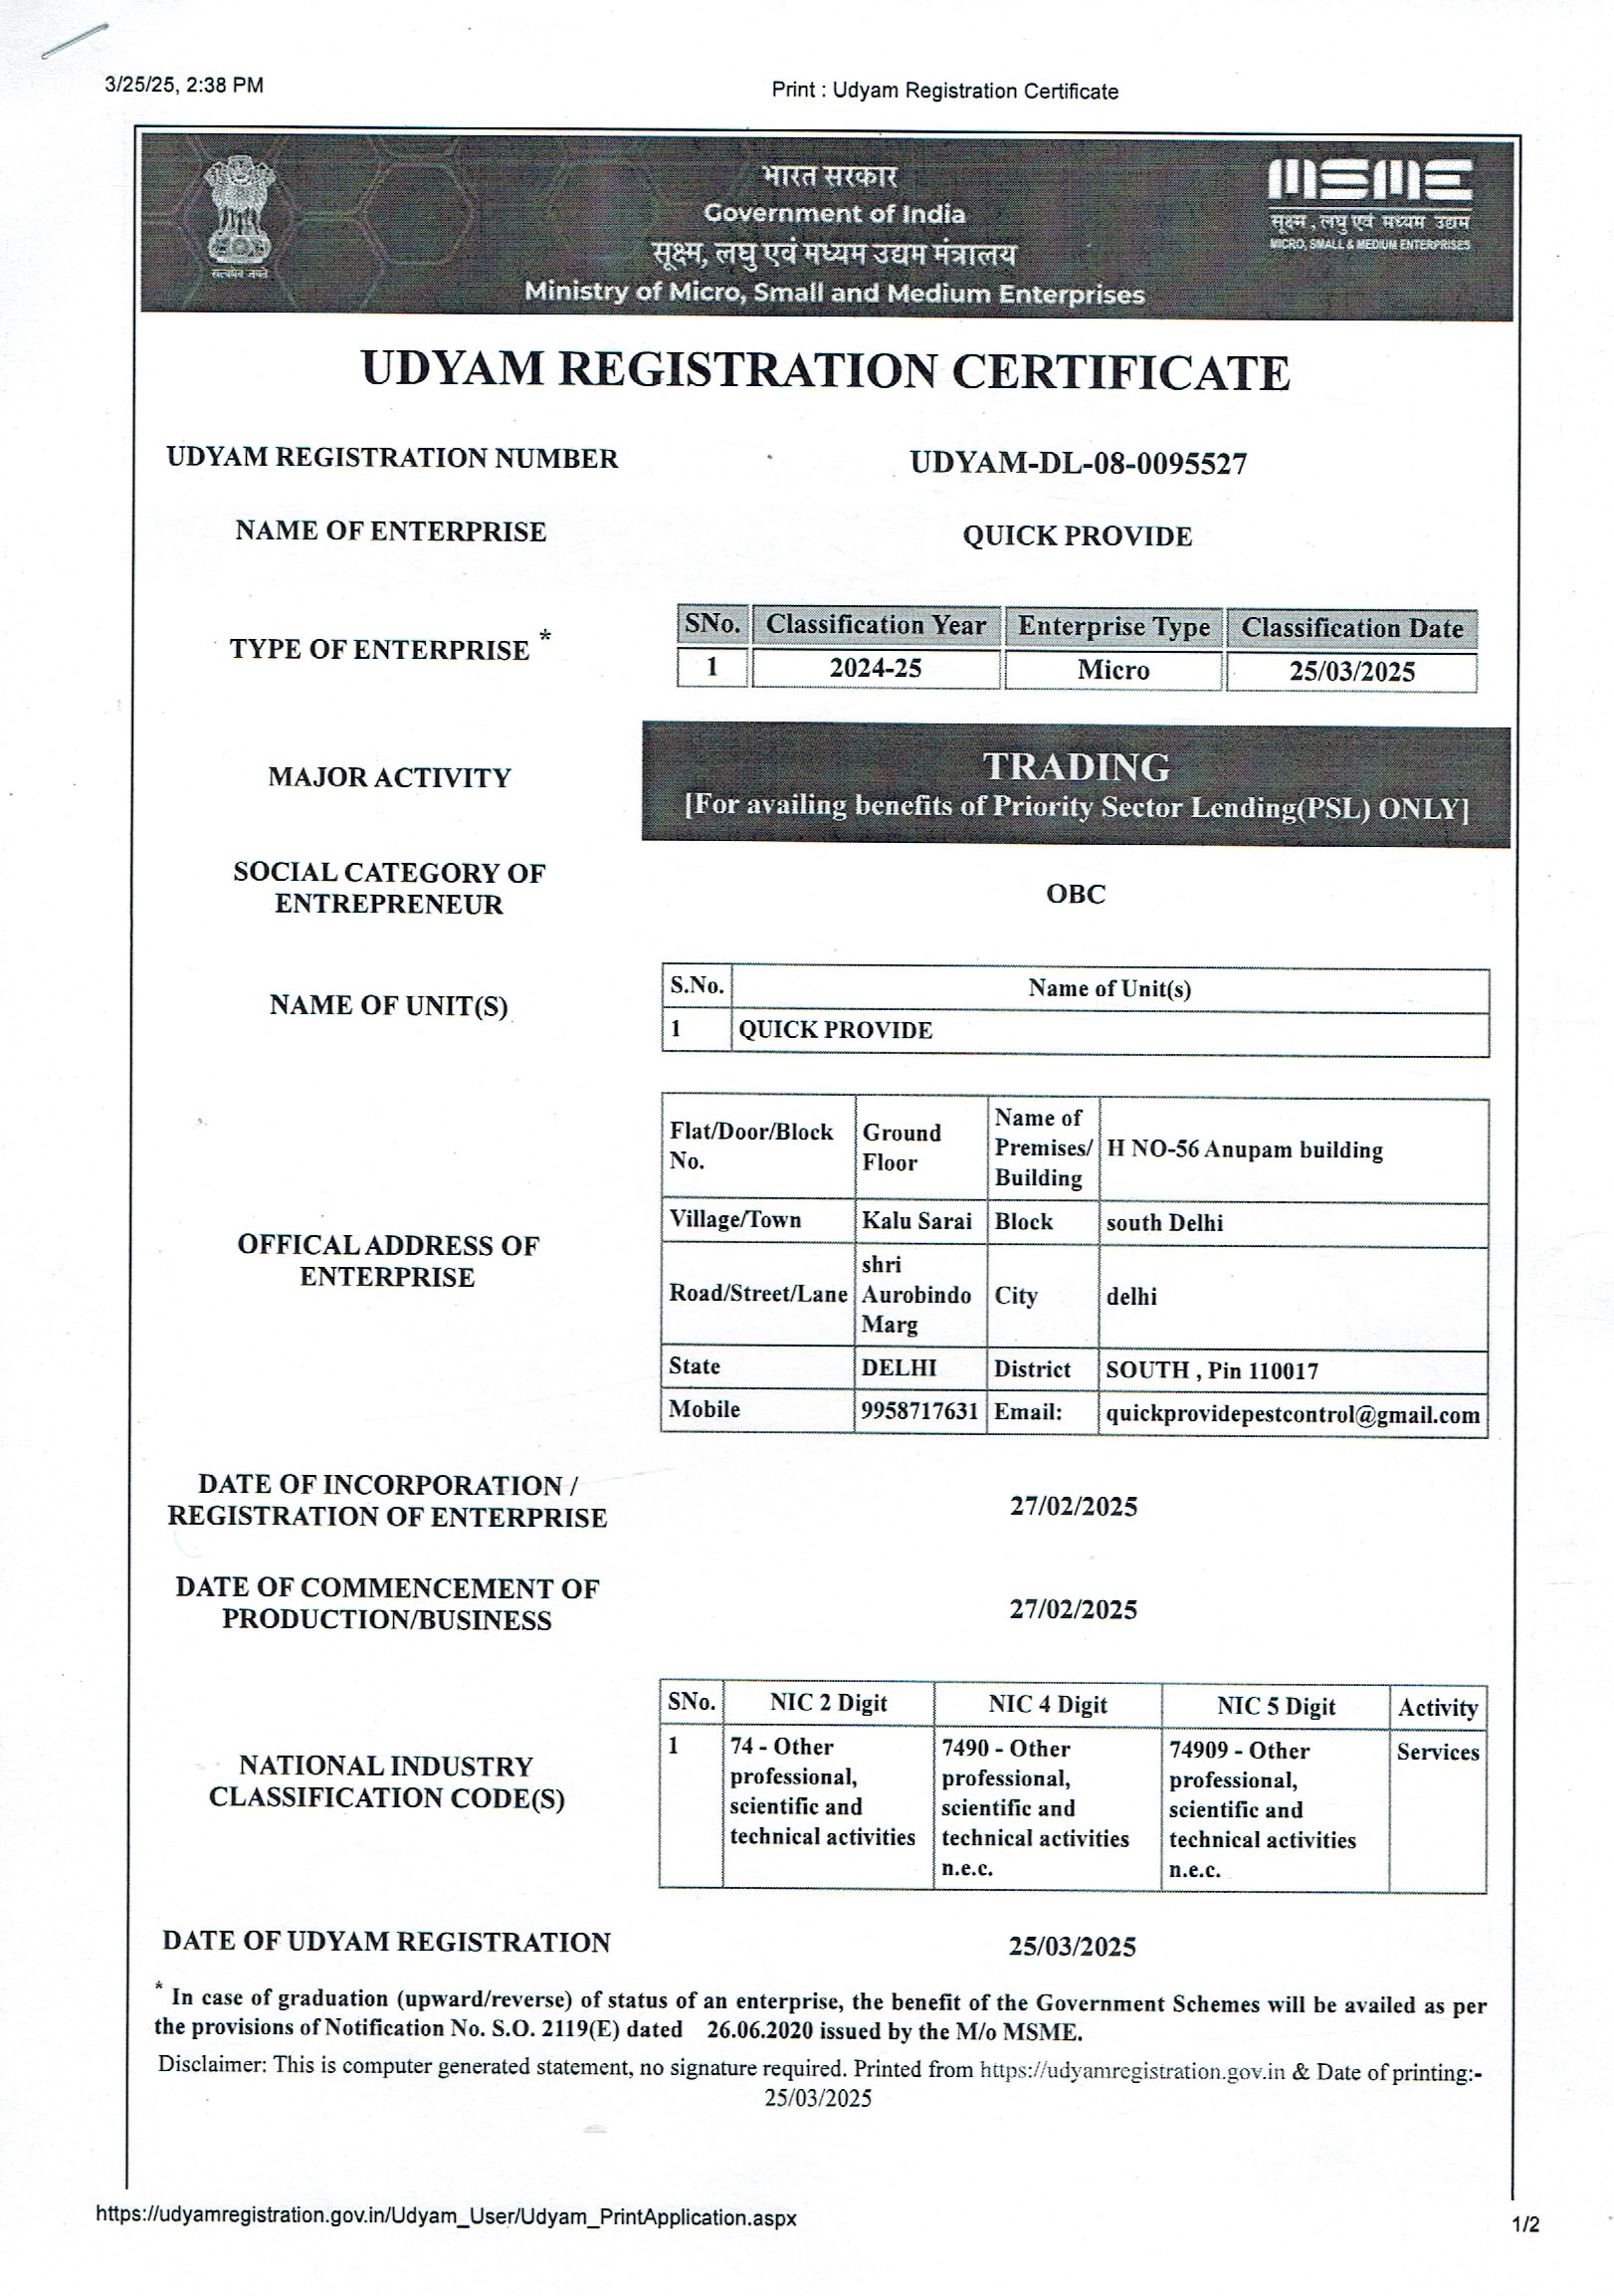 3/25/25, 2:38 PM
Print : Udyam Registration Certificate
सत्यमेव जयते
भारत सरकार
Government of India
सूक्ष्म, लघु एवं मध्यम उद्यम मंत्रालय
Ministry of Micro, Small and Medium Enterprises
MSME
सूक्ष्म, लघु एवं मध्यम उद्यम
MICRO, SMALL & MEDIUM ENTERPRISES
UDYAM REGISTRATION CERTIFICATE
UDYAM REGISTRATION NUMBER
UDYAM-DL-08-0095527
NAME OF ENTERPRISE
QUICK PROVIDE
TYPE OF ENTERPRISE *
SNo. Classification Year Enterprise Type Classification Date
1 2024-25 Micro 25/03/2025
MAJOR ACTIVITY
TRADING
[For availing benefits of Priority Sector Lending(PSL) ONLY]
SOCIAL CATEGORY OF
ENTREPRENEUR
OBC
NAME OF UNIT(S)
S.No. Name of Unit(s)
1 QUICK PROVIDE
OFFICAL ADDRESS OF
ENTERPRISE
Flat/Door/Block
No.
Ground
Floor
Name of
Premises/
Building
H NO-56 Anupam building
Village/Town Kalu Sarai Block south Delhi
Road/Street/Lane
shri
Aurobindo
Marg
City delhi
State DELHI District SOUTH , Pin 110017
Mobile 9958717631 Email: quickprovidepestcontrol@gmail.com
DATE OF INCORPORATION /
REGISTRATION OF ENTERPRISE
27/02/2025
DATE OF COMMENCEMENT OF
PRODUCTION/BUSINESS
27/02/2025
NATIONAL INDUSTRY
CLASSIFICATION CODE(S)
SNo. NIC 2 Digit NIC 4 Digit NIC 5 Digit Activity
1
74 - Other
professional,
scientific and
technical activities
7490 - Other
professional,
scientific and
technical activities
n.e.c.
74909 - Other
professional,
scientific and
technical activities
n.e.c.
Services
DATE OF UDYAM REGISTRATION
25/03/2025
* In case of graduation (upward/reverse) of status of an enterprise, the benefit of the Government Schemes will be availed as per
the provisions of Notification No. S.O. 2119(E) dated 26.06.2020 issued by the M/o MSME.
Disclaimer: This is computer generated statement, no signature required. Printed from https://udyamregistration.gov.in & Date of printing:-
25/03/2025
https://udyamregistration.gov.in/Udyam_User/Udyam_PrintApplication.aspx
1/2